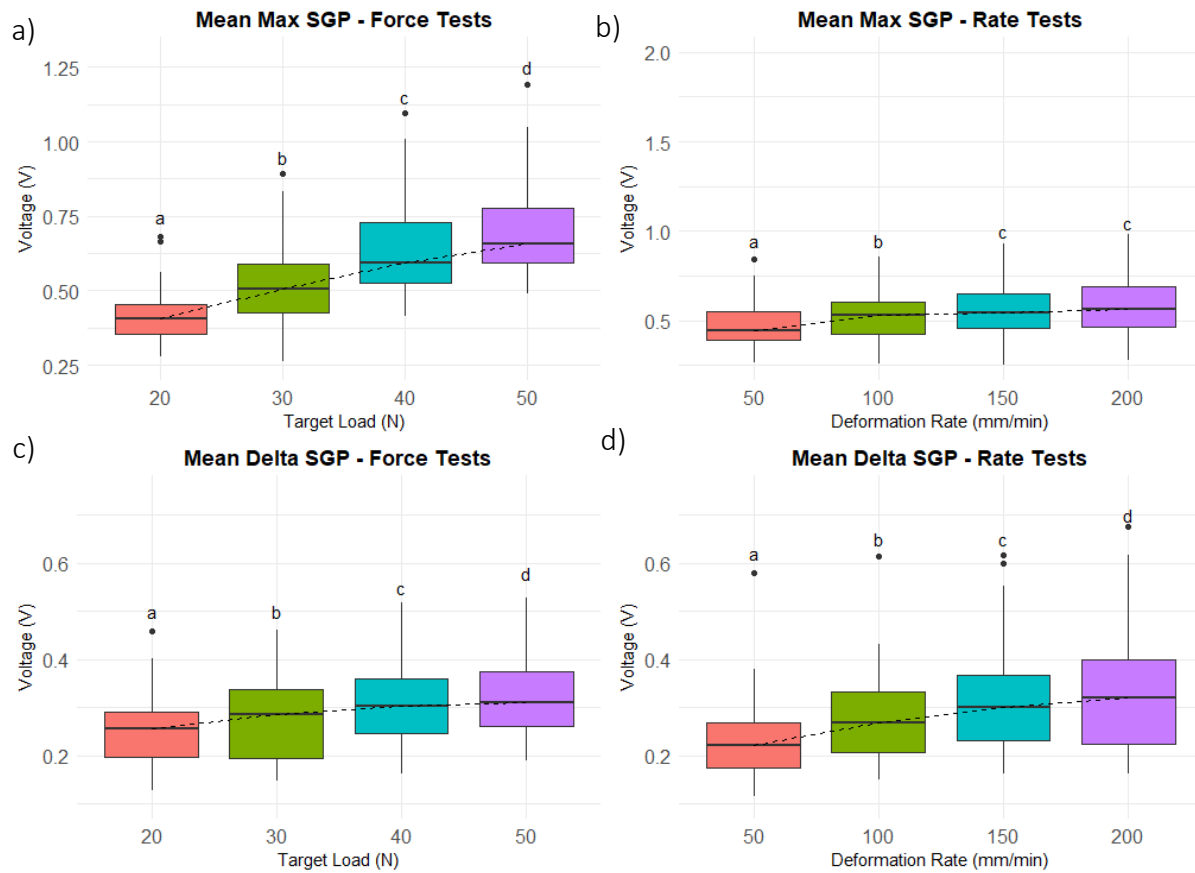 a)
Mean Max SGP - Force Tests
Voltage (V)
1.25
1.00
0.75
0.50
0.25
a
b
c
d
20 30 40 50
Target Load (N)
b)
Mean Max SGP - Rate Tests
Voltage (V)
2.0
1.5
1.0
0.5
a
b
c
c
50 100 150 200
Deformation Rate (mm/min)
c)
Mean Delta SGP - Force Tests
Voltage (V)
0.6
0.4
0.2
a
b
c
d
20 30 40 50
Target Load (N)
d)
Mean Delta SGP - Rate Tests
Voltage (V)
0.6
0.4
0.2
a
b
c
d
50 100 150 200
Deformation Rate (mm/min)